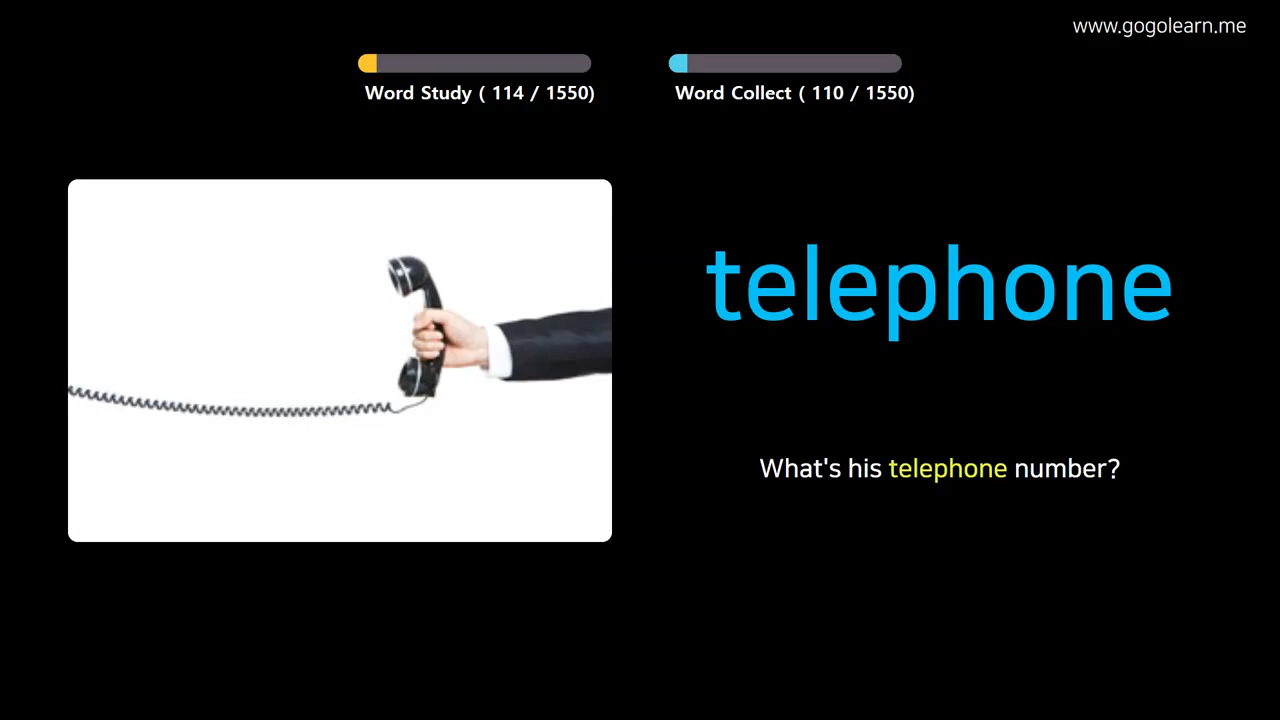 www.gogolearn.me
Word Study ( 114 / 1550)
Word Collect ( 110 / 1550)
telephone
What's his telephone number?